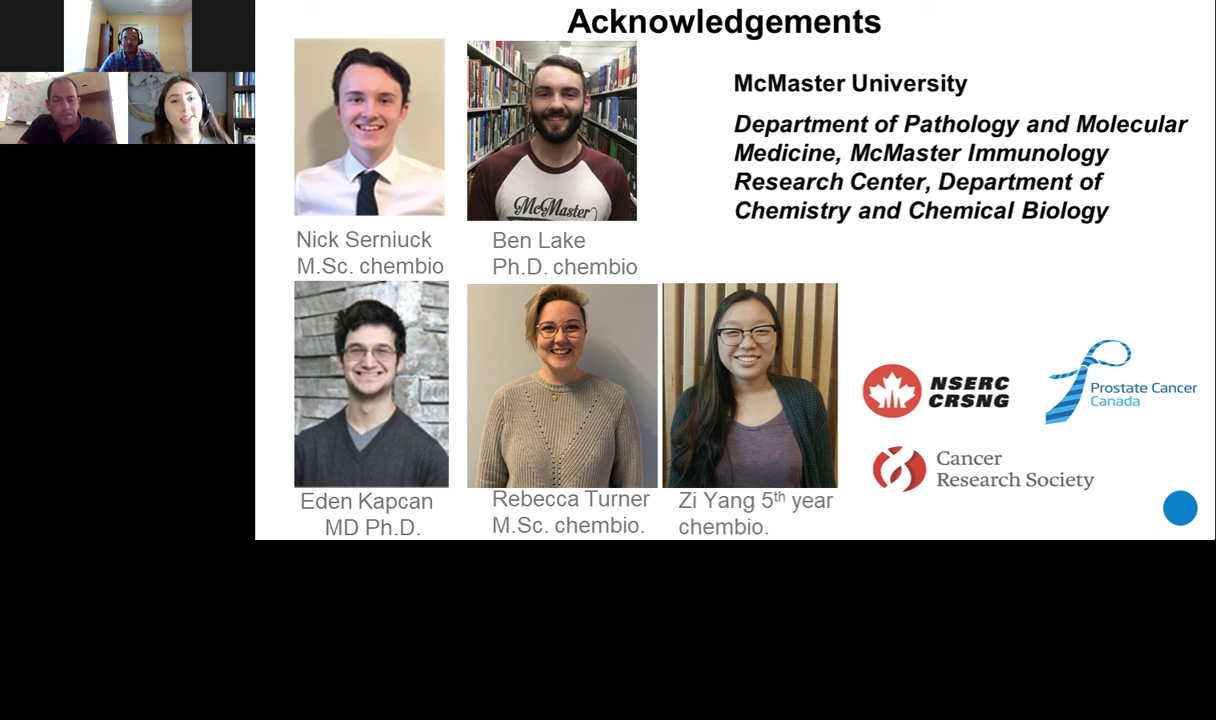 Acknowledgements
McMaster University
Department of Pathology and Molecular
Medicine, McMaster Immunology
Research Center, Department of
Chemistry and Chemical Biology
McMaster
Nick Serniuck
M.Sc. chembio
Ben Lake
Ph.D. chembio
Eden Kapcan
MD Ph.D.
Rebecca Turner
M.Sc. chembio.
Zi Yang 5th year
chembio.
NSERC
CRSNG
Prostate Cancer
Canada
Cancer
Research Society